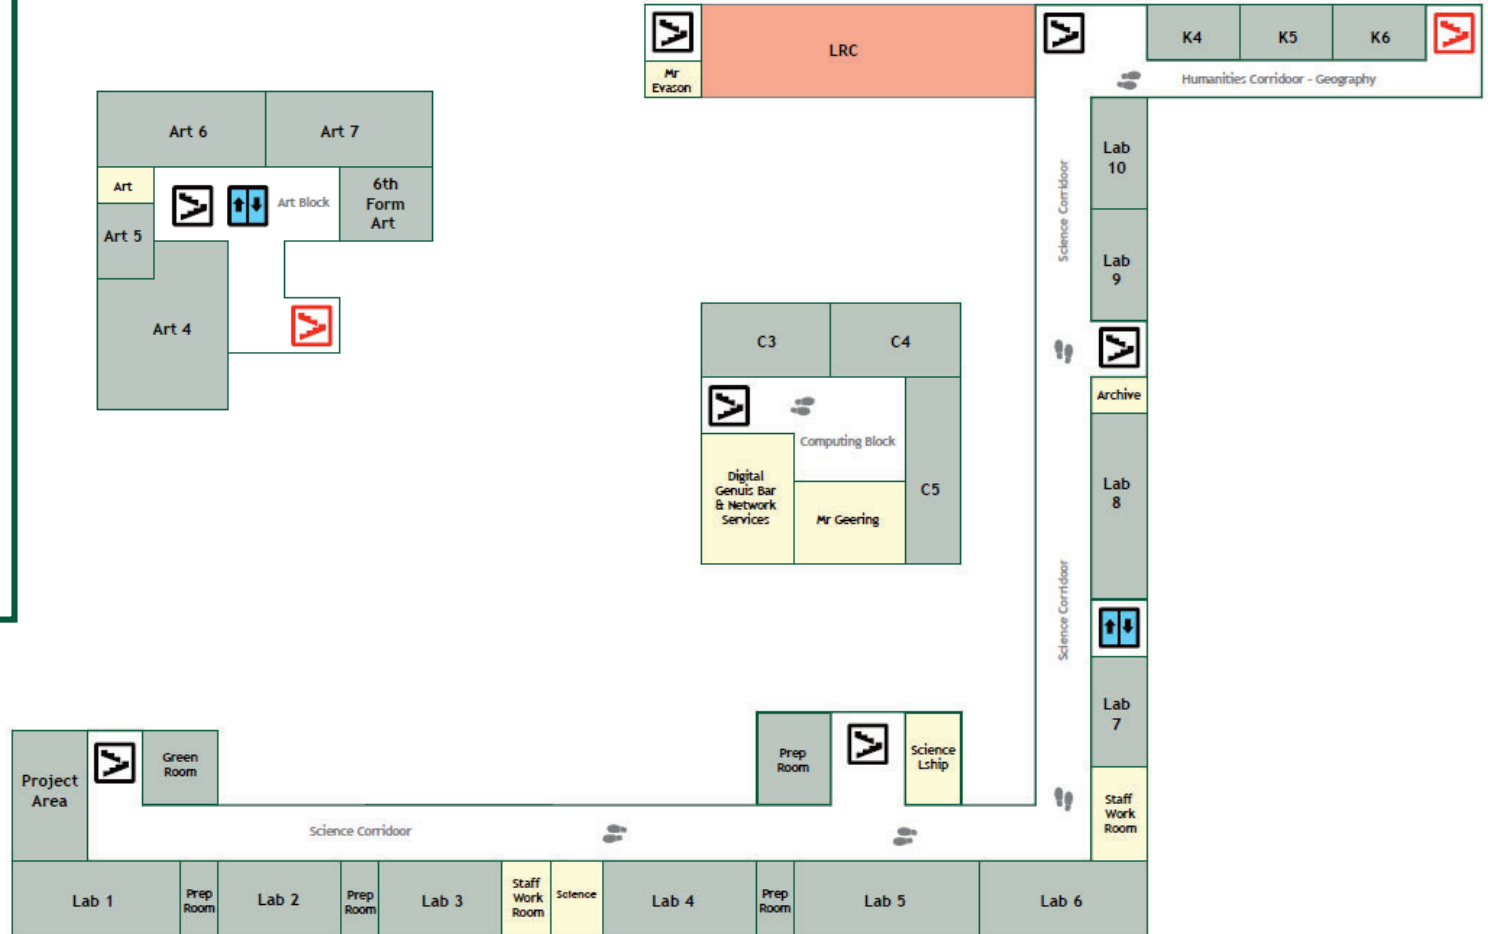 LRC
K4
K5
K6
Mr
Evason
Humanities Corridor - Geography
Art 6
Art 7
Lab
10
Art
Art Block
6th
Form
Art
Science Corridoor
Art 5
Lab
9
Art 4
C3
C4
Archive
Computing Block
Digital
Genuis Bar
& Network
Services
Mr Geering
C5
Lab
8
Science Corridoor
Lab
7
Project
Area
Green
Room
Prep
Room
Science
Lship
Staff
Work
Room
Science Corridoor
Lab 1
Prep
Room
Lab 2
Prep
Room
Lab 3
Staff
Work
Room
Science
Lab 4
Prep
Room
Lab 5
Lab 6